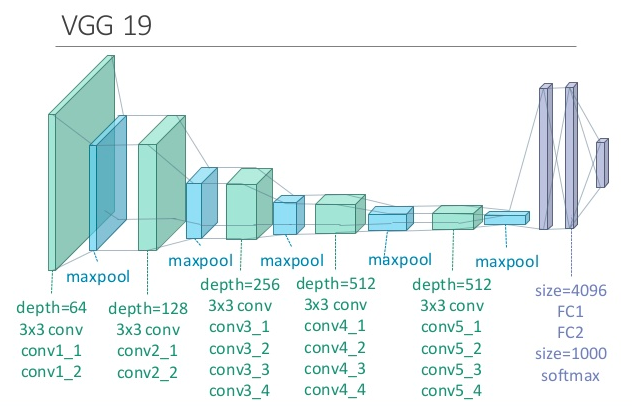 VGG 19
maxpool
maxpool
maxpool
maxpool
maxpool
depth=64
3x3 conv
conv1_1
conv1_2
depth=128
3x3 conv
conv2_1
conv2_2
depth=256
3x3 conv
conv3_1
conv3_2
conv3_3
conv3_4
depth=512
3x3 conv
conv4_1
conv4_2
conv4_3
conv4_4
depth=512
3x3 conv
conv5_1
conv5_2
conv5_3
conv5_4
size=4096
FC1
FC2
size=1000
softmax